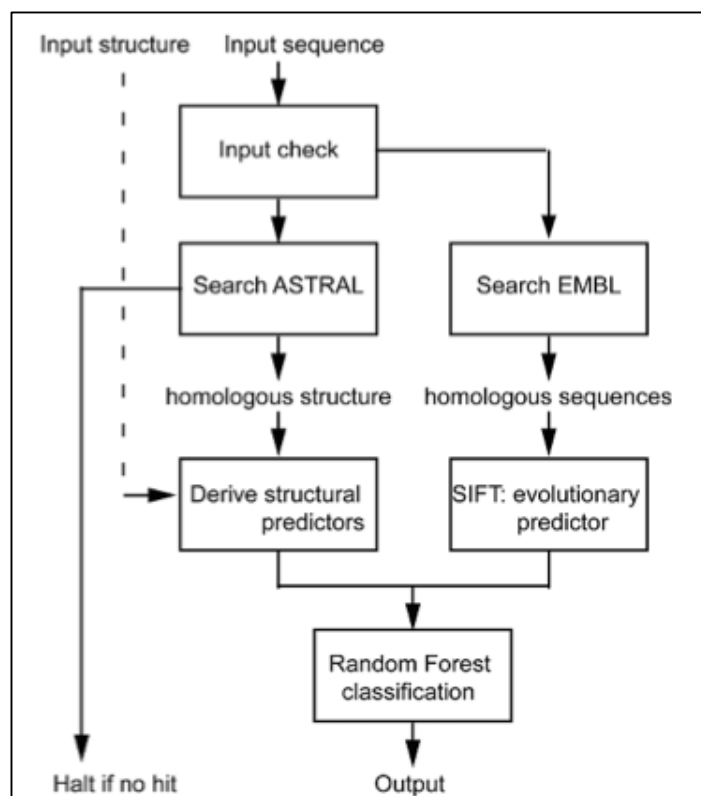 Input structure
Input sequence
Input check
Search ASTRAL
Search EMBL
homologous structure
homologous sequences
Derive structural
predictors
SIFT: evolutionary
predictor
Random Forest
classification
Halt if no hit
Output